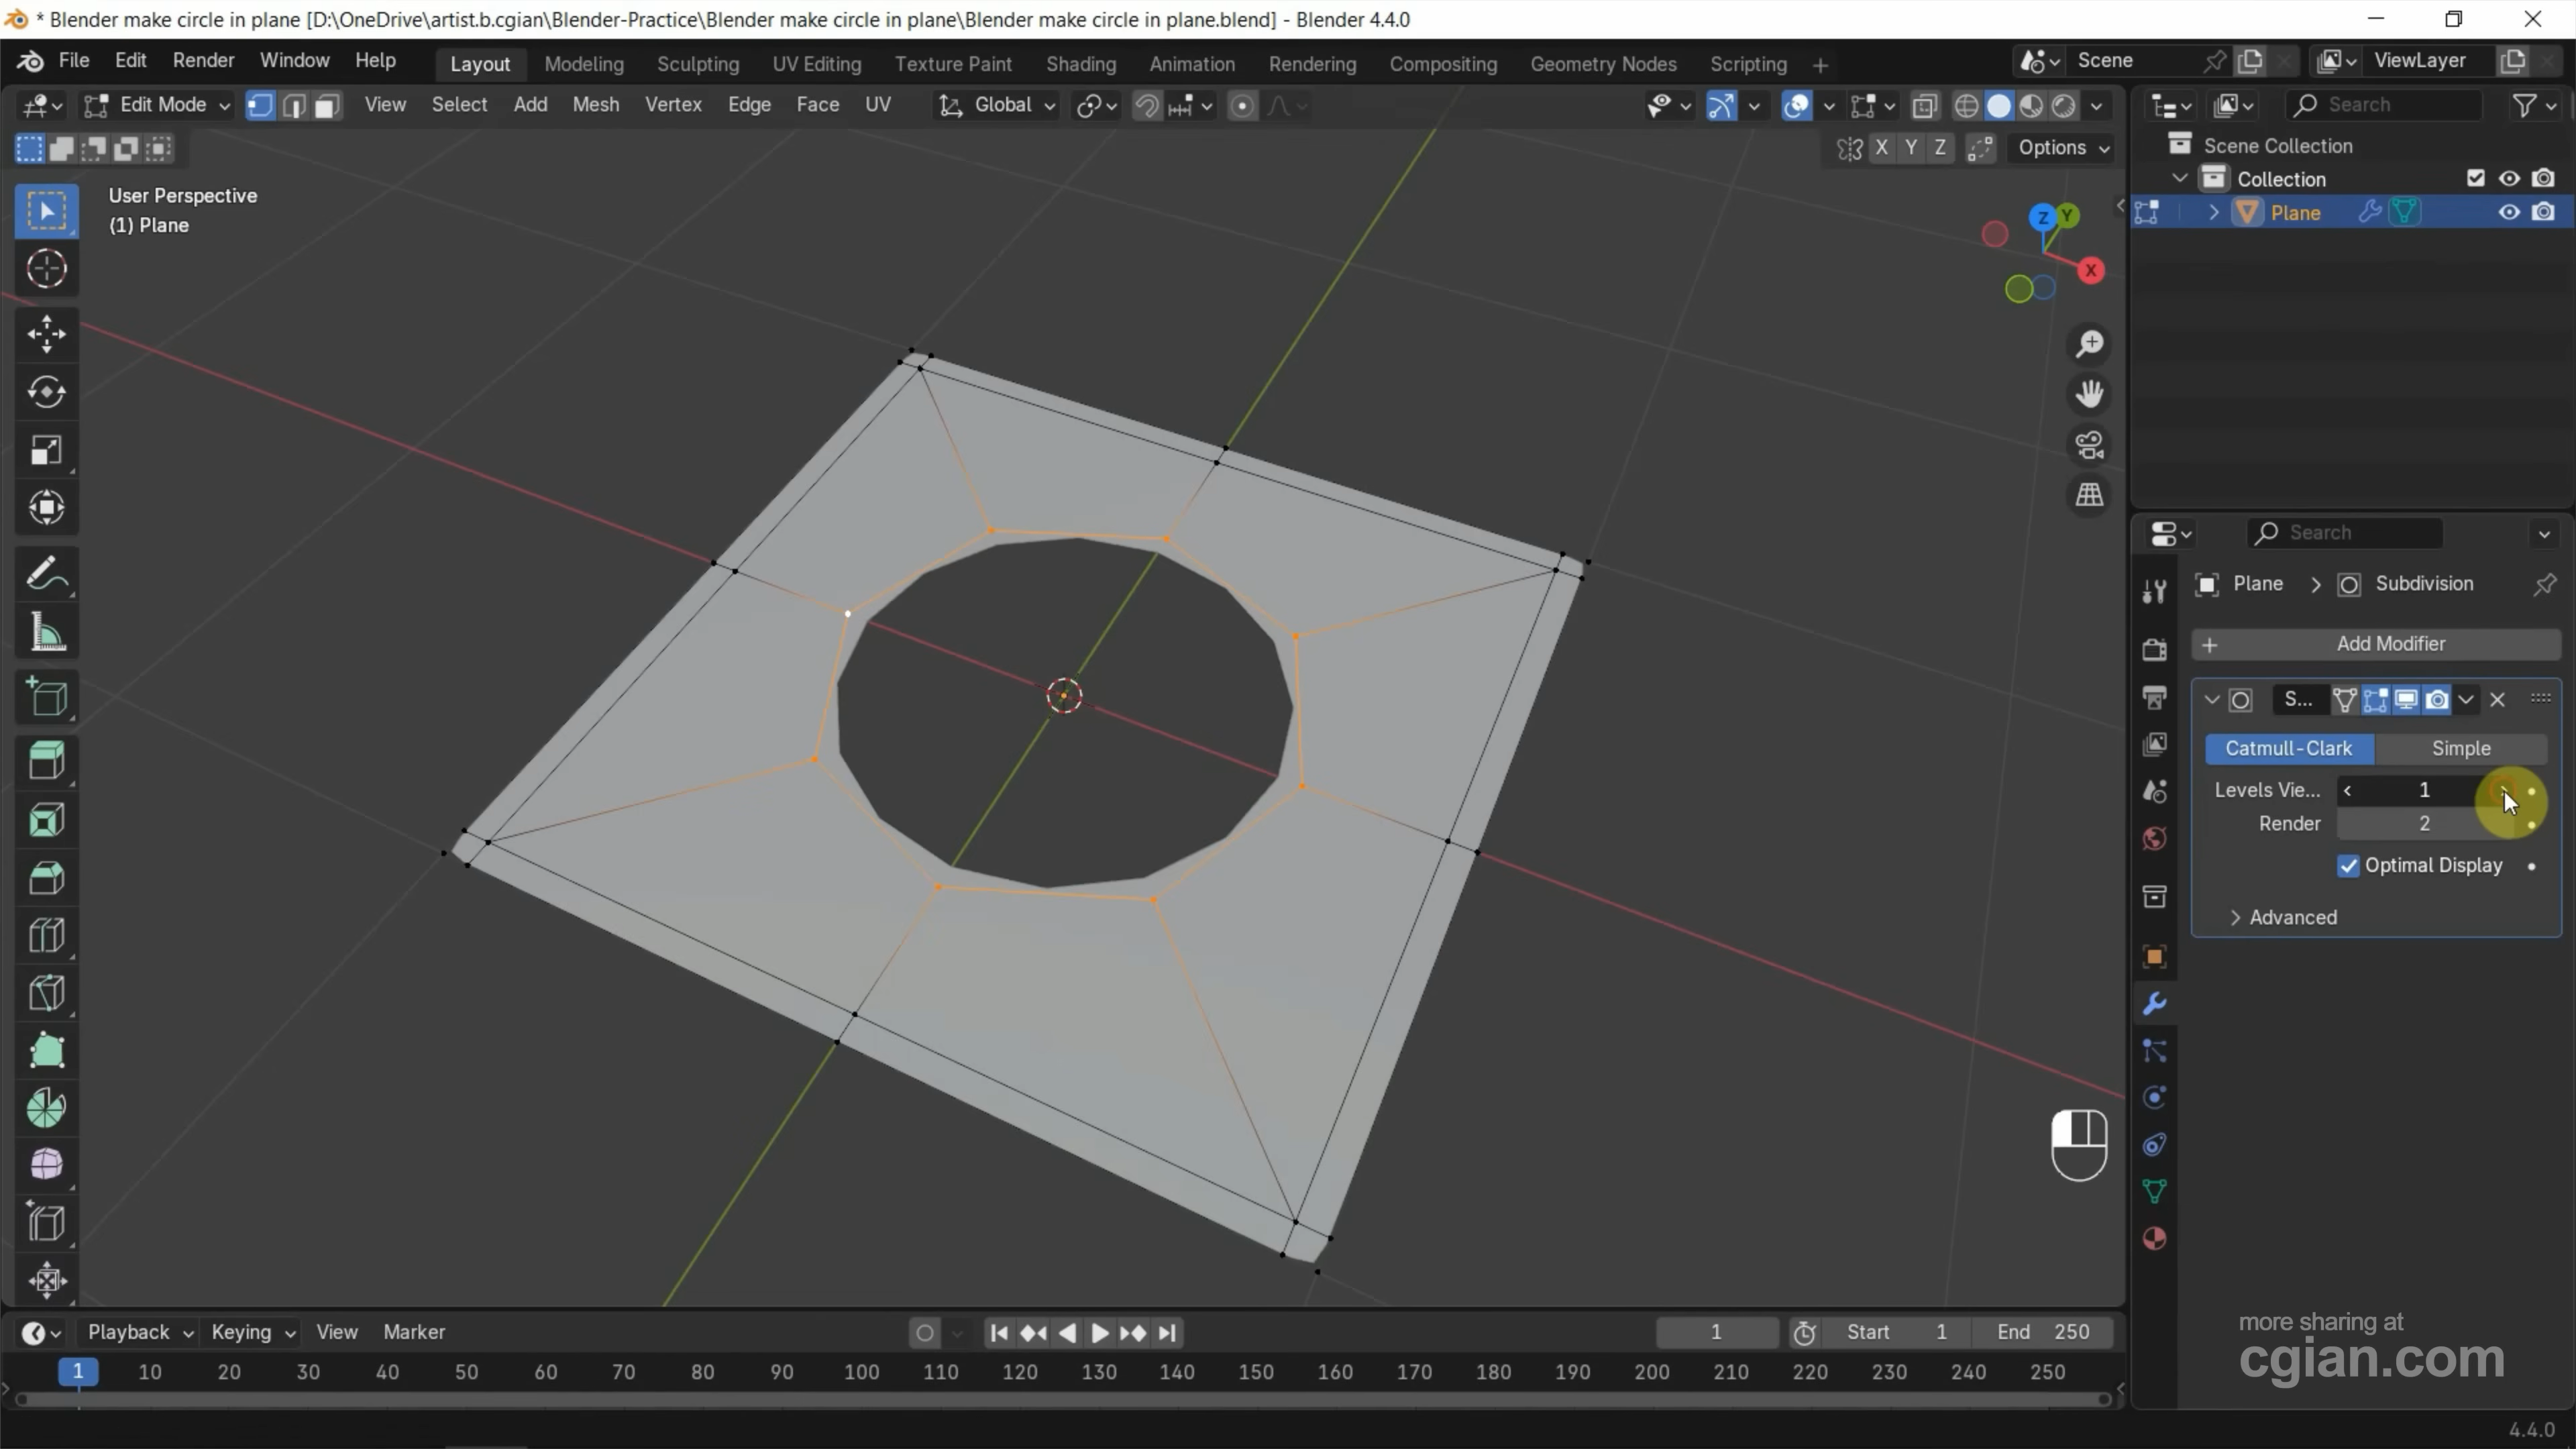 * Blender make circle in plane [D:\OneDrive\artist.b.cgian\Blender-Practice\Blender make circle in plane\Blender make circle in plane.blend] - Blender 4.4.0
File Edit Render Window Help Layout Modeling Sculpting UV Editing Texture Paint Shading Animation Rendering Compositing Geometry Nodes Scripting + Scene ViewLayer
Edit Mode View Select Add Mesh Vertex Edge Face UV Global Search
X Y Z Options
Scene Collection
Collection
Plane
User Perspective
(1) Plane
Z Y
X
Search
Plane > Subdivision
+ Add Modifier
S...
Catmull-Clark Simple
Levels Vie... 1
Render 2
Optimal Display
Advanced
more sharing at
cgian.com
Playback Keying View Marker 1 Start 1 End 250
1 10 20 30 40 50 60 70 80 90 100 110 120 130 140 150 160 170 180 190 200 210 220 230 240 250
4.4.0